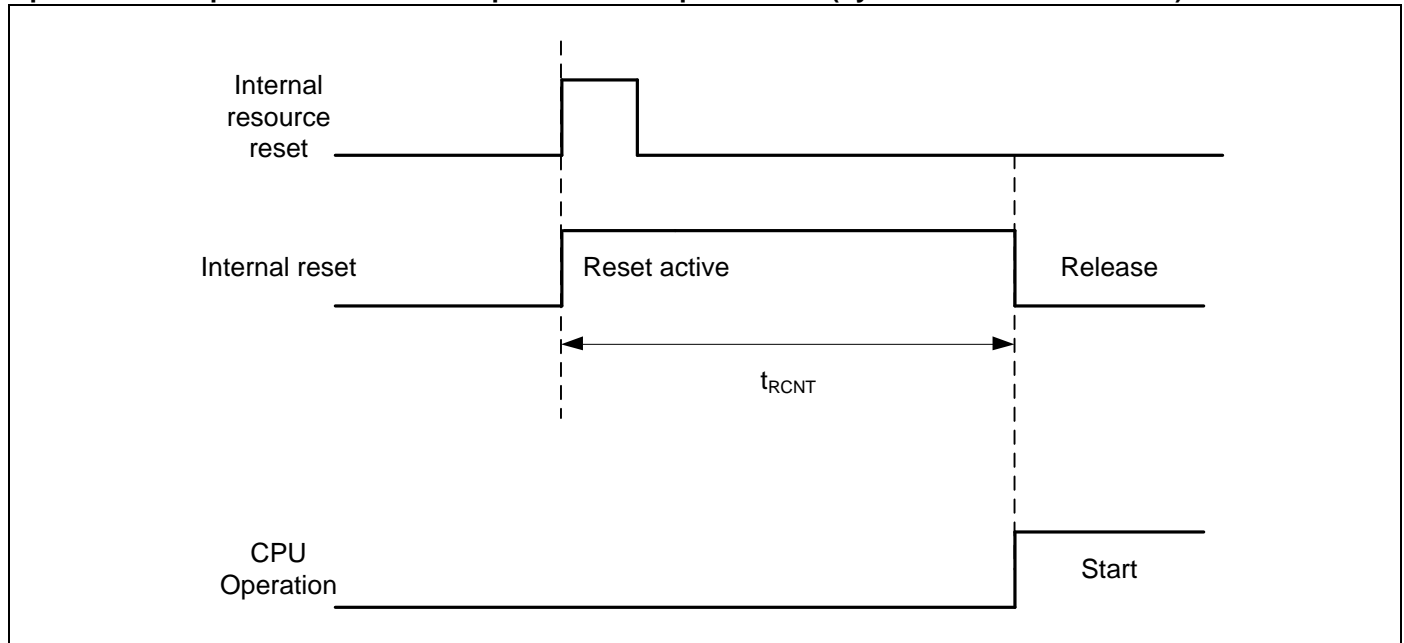 Internal
resource
reset
Internal reset
Reset active
Release
tRCNT
CPU
Operation
Start